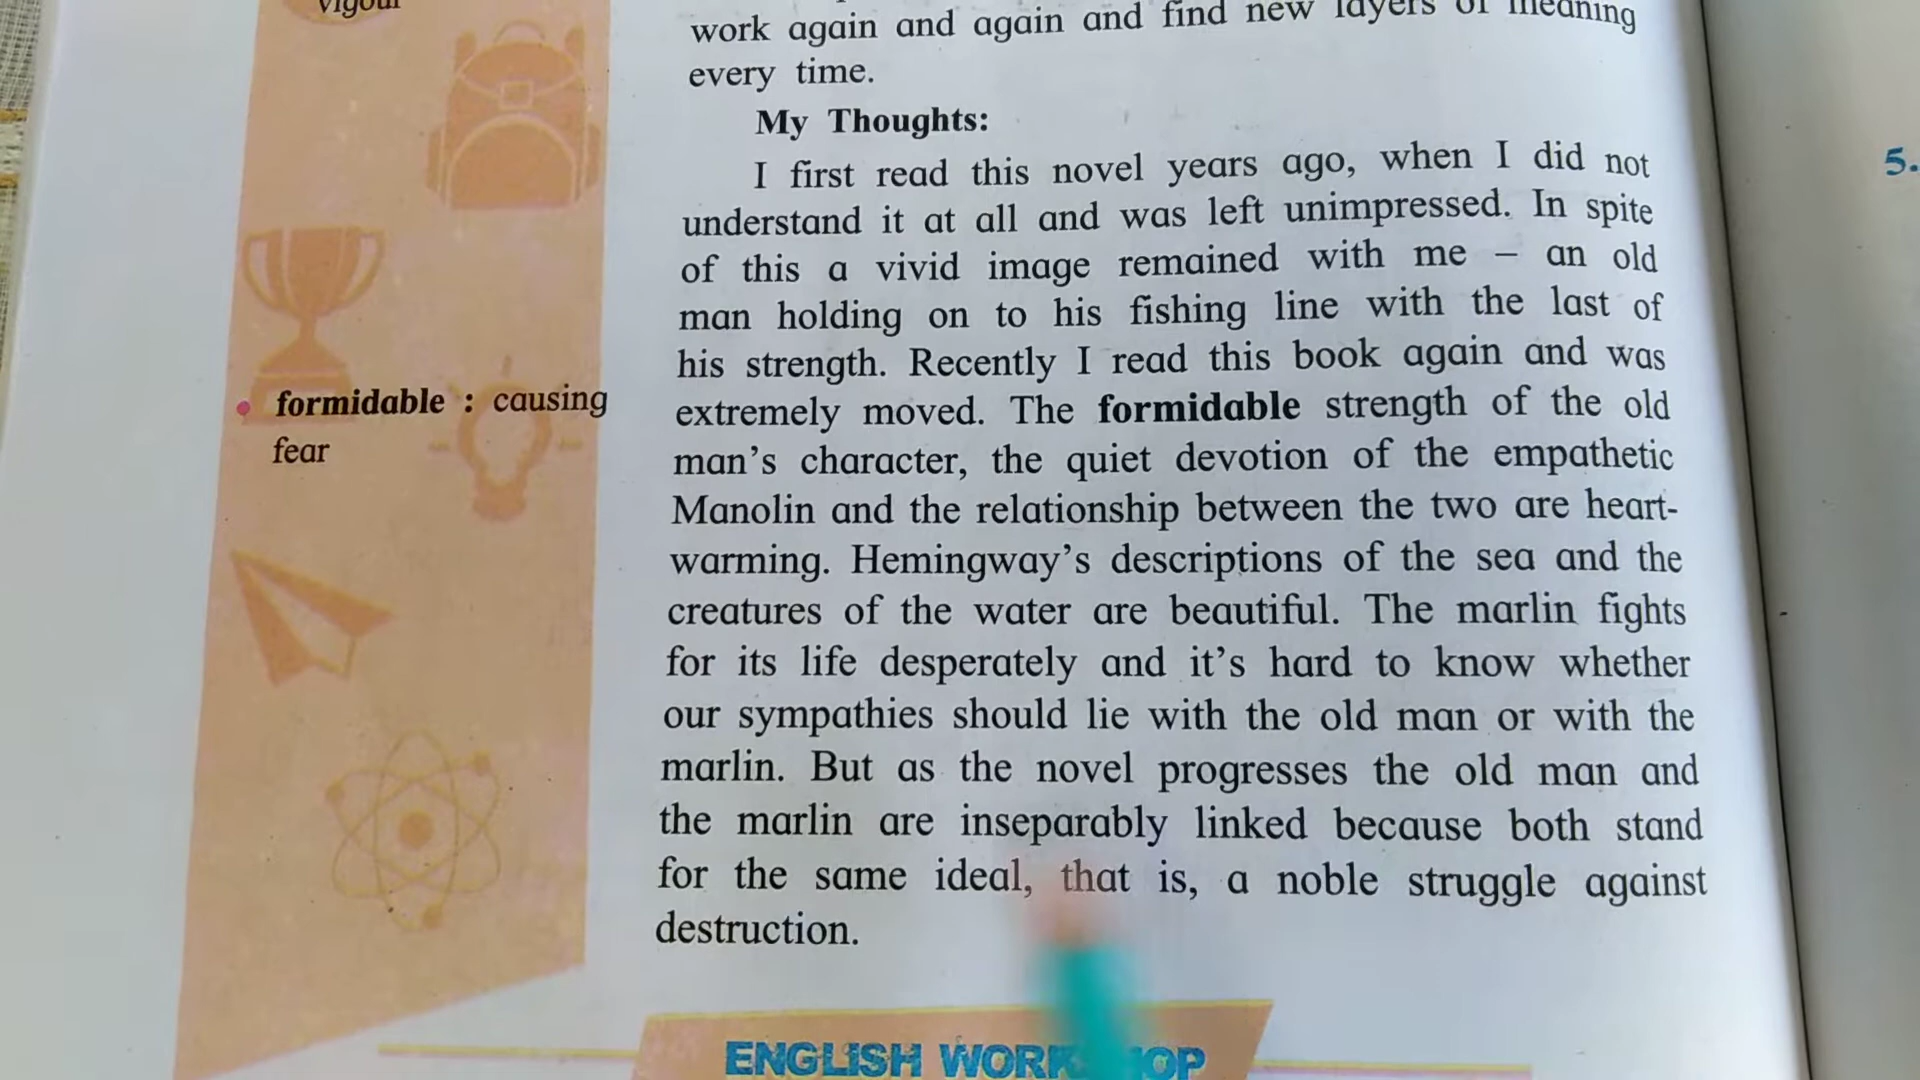 vigour
work again and again and find new layers of meaning
every time.
My Thoughts:
I first read this novel years ago, when I did not
understand it at all and was left unimpressed. In spite
of this a vivid image remained with me – an old
man holding on to his fishing line with the last of
his strength. Recently I read this book again and was
extremely moved. The formidable strength of the old
man's character, the quiet devotion of the empathetic
Manolin and the relationship between the two are heart-
warming. Hemingway's descriptions of the sea and the
creatures of the water are beautiful. The marlin fights
for its life desperately and it's hard to know whether
our sympathies should lie with the old man or with the
marlin. But as the novel progresses the old man and
the marlin are inseparably linked because both stand
for the same ideal, that is, a noble struggle against
destruction.
• formidable : causing
fear
ENGLISH WORKSHOP
5.